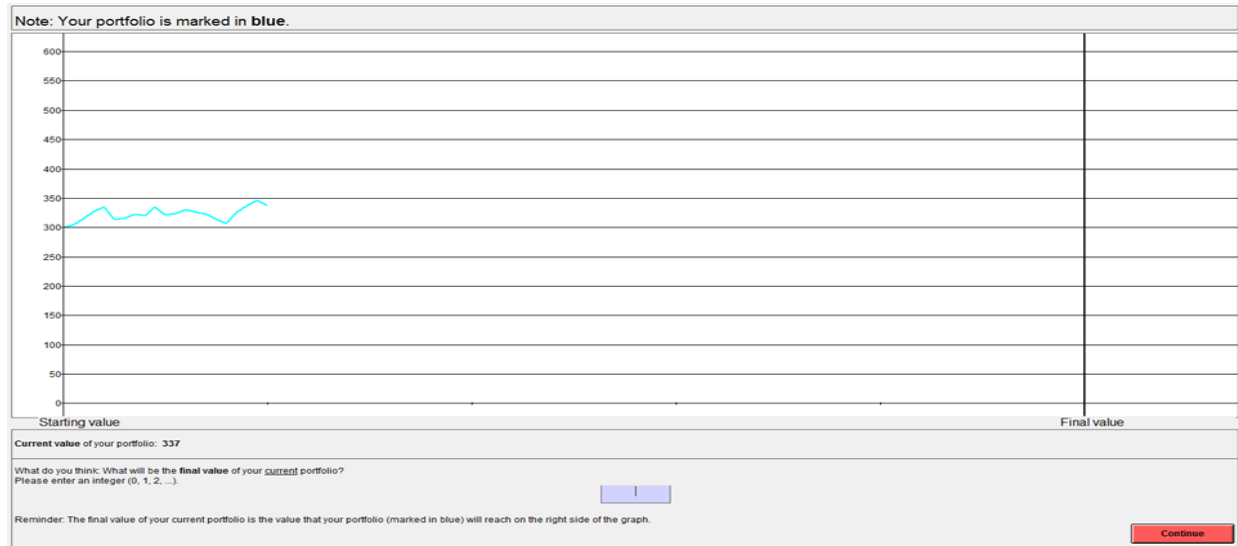 Note: Your portfolio is marked in blue.
600
550
500
450
400
350
300
250
200
150
100
50
0
Starting value
Final value
Current value of your portfolio: 337
What do you think: What will be the final value of your current portfolio?
Please enter an integer (0, 1, 2, ...).
Reminder: The final value of your current portfolio is the value that your portfolio (marked in blue) will reach on the right side of the graph.
Continue